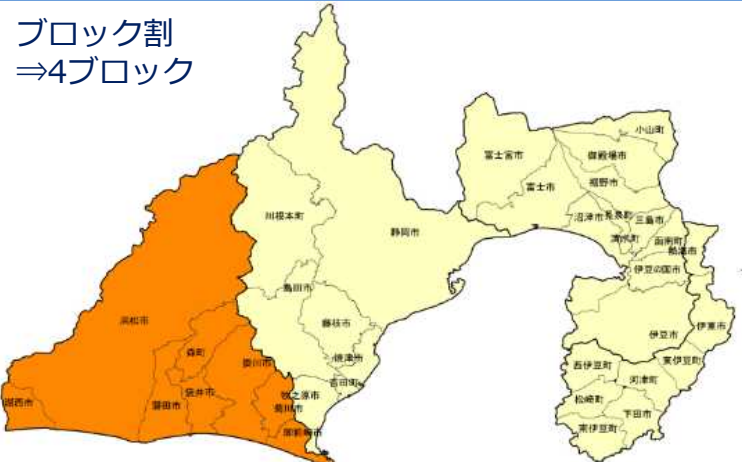 ブロック割
⇒4ブロック
小山町
富士宮市
御殿場市
裾野市
富士市
沼津市
長泉町
三島市
清水町
函南町
熱海市
伊豆の国市
伊豆市
伊東市
西伊豆町
東伊豆町
河津町
松崎町
下田市
南伊豆町
川根本町
静岡市
島田市
藤枝市
焼津市
吉田町
牧之原市
浜松市
森町
掛川市
湖西市
磐田市
袋井市
菊川市
御前崎市